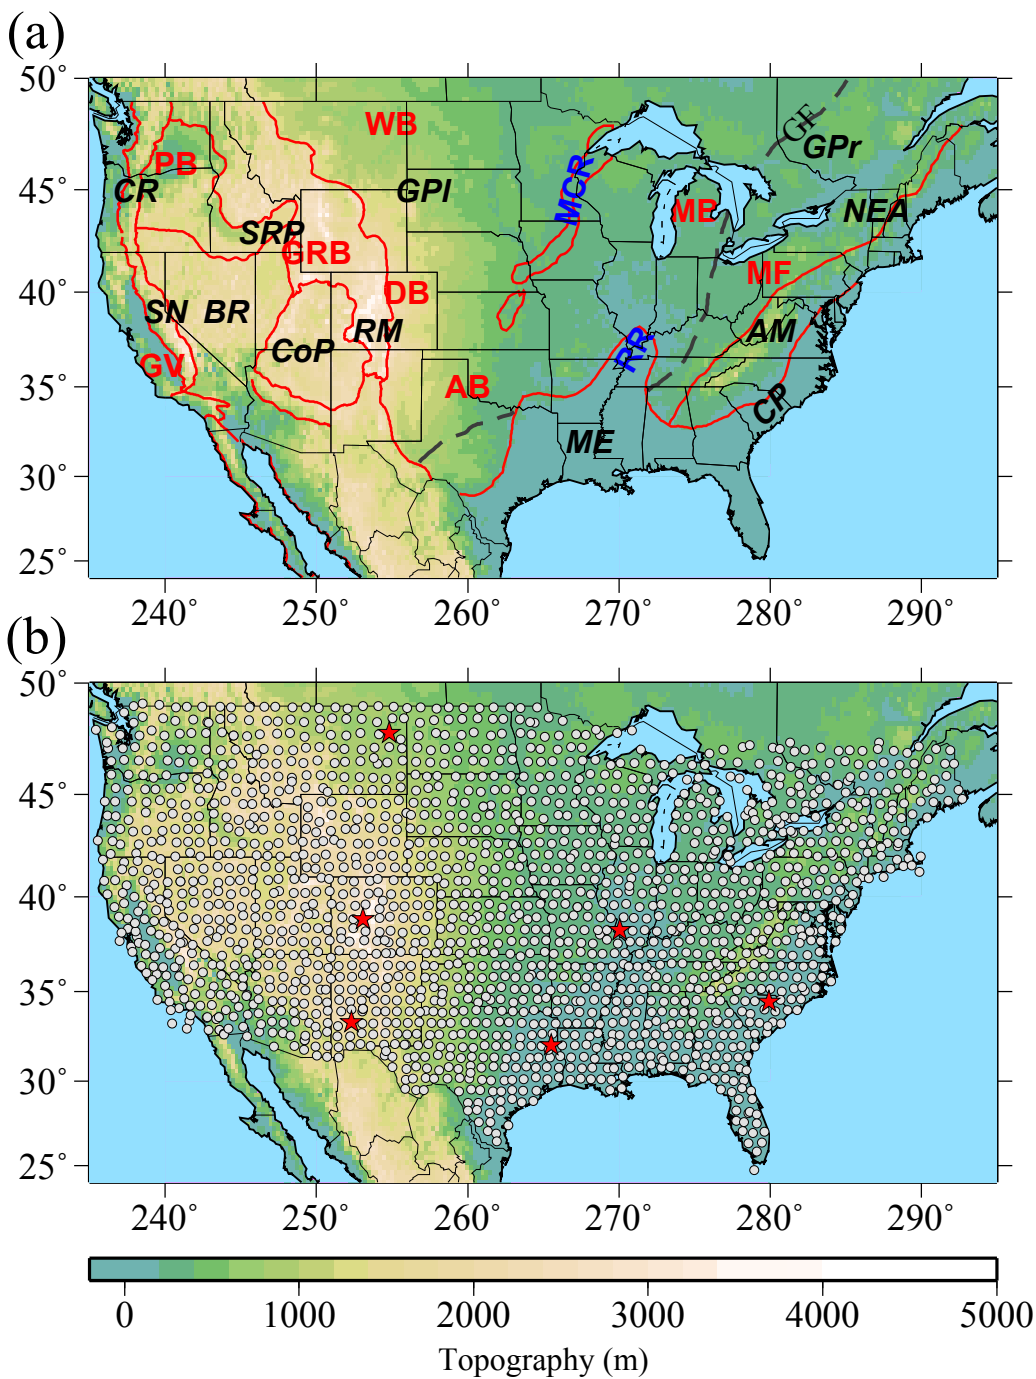 (a)
50°
45°
40°
35°
30°
25°
WB
PB
CR
GPl
MCR
MB
GF
GPr
NEA
SRP
GRB
DB
MF
SN
BR
RM
CoP
GV
AB
RR
AM
CP
ME
240°
250°
260°
270°
280°
290°
(b)
50°
45°
40°
35°
30°
25°
240°
250°
260°
270°
280°
290°
0
1000
2000
3000
4000
5000
Topography (m)